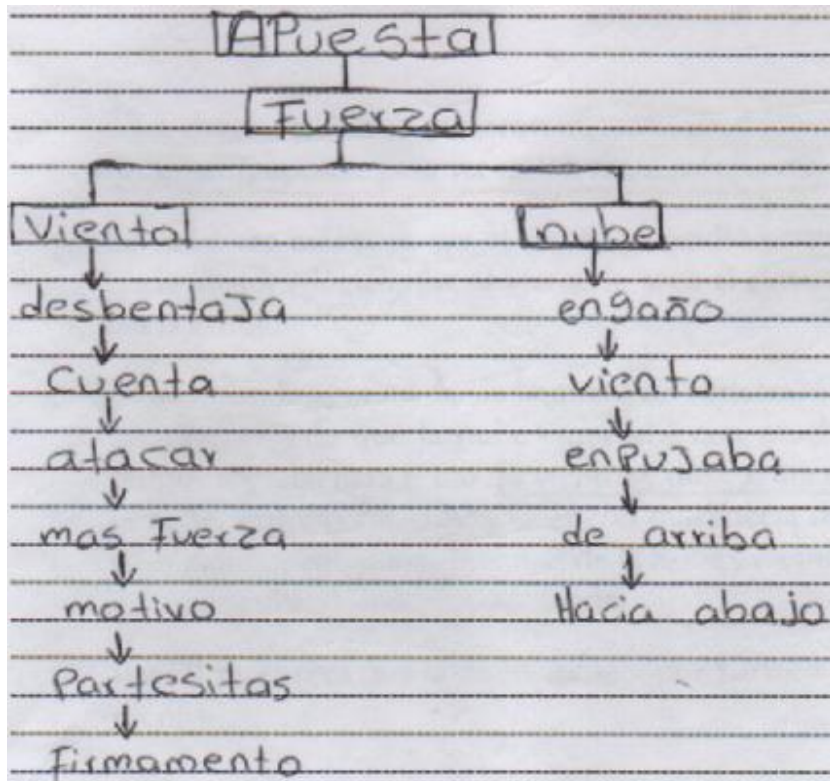 APuesta
Fuerza
Viento nube
desbentaJa engaño
Cuenta viento
atacar enPuJaba
mas Fuerza de arriba
motivo Hacia abajo
Partesitas
Firmamento